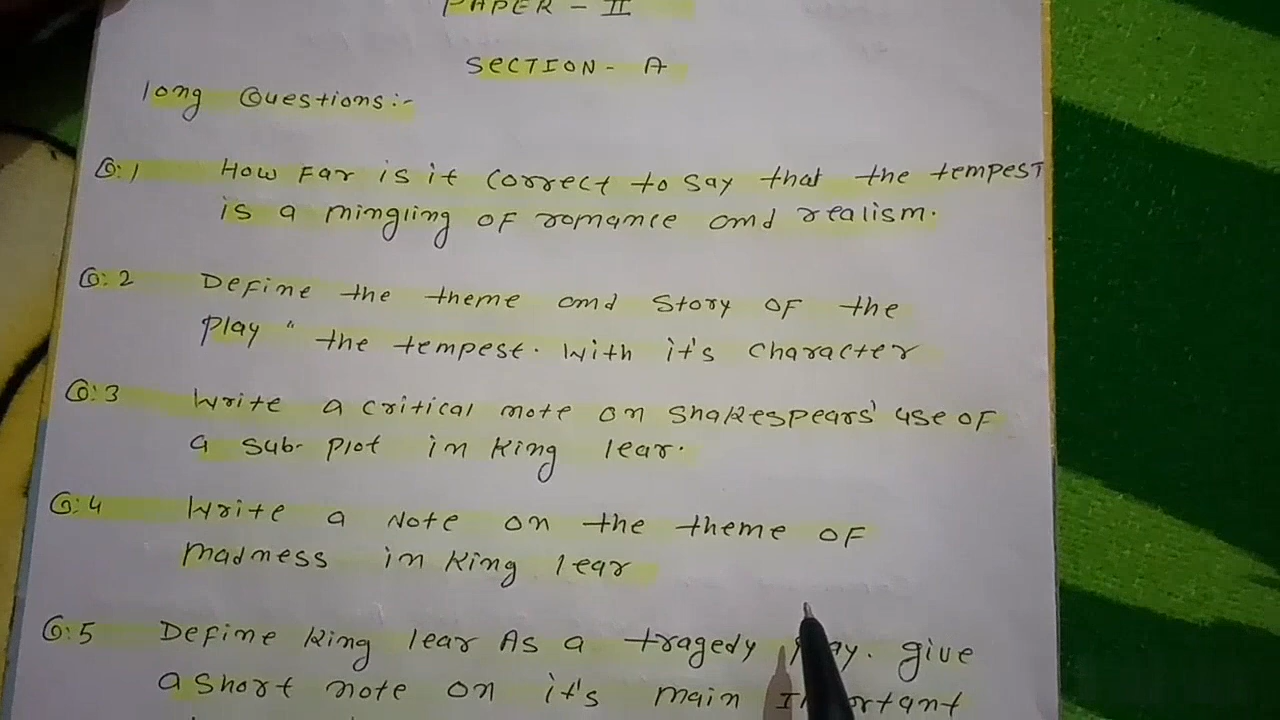 PAPER - II
SECTION - A
long Questions:-
Q:1 How Far is it correct to say that the tempest
is a mingling of romance and realism.
Q:2 Define the theme and story of the
play " the tempest. With it's character
Q:3 Write a critical note on Shakespears' use of
a sub-plot in King lear.
Q:4 Write a Note on the theme of
madness in King lear
Q:5 Define King lear As a tragedy play. give
a short note on it's main Important